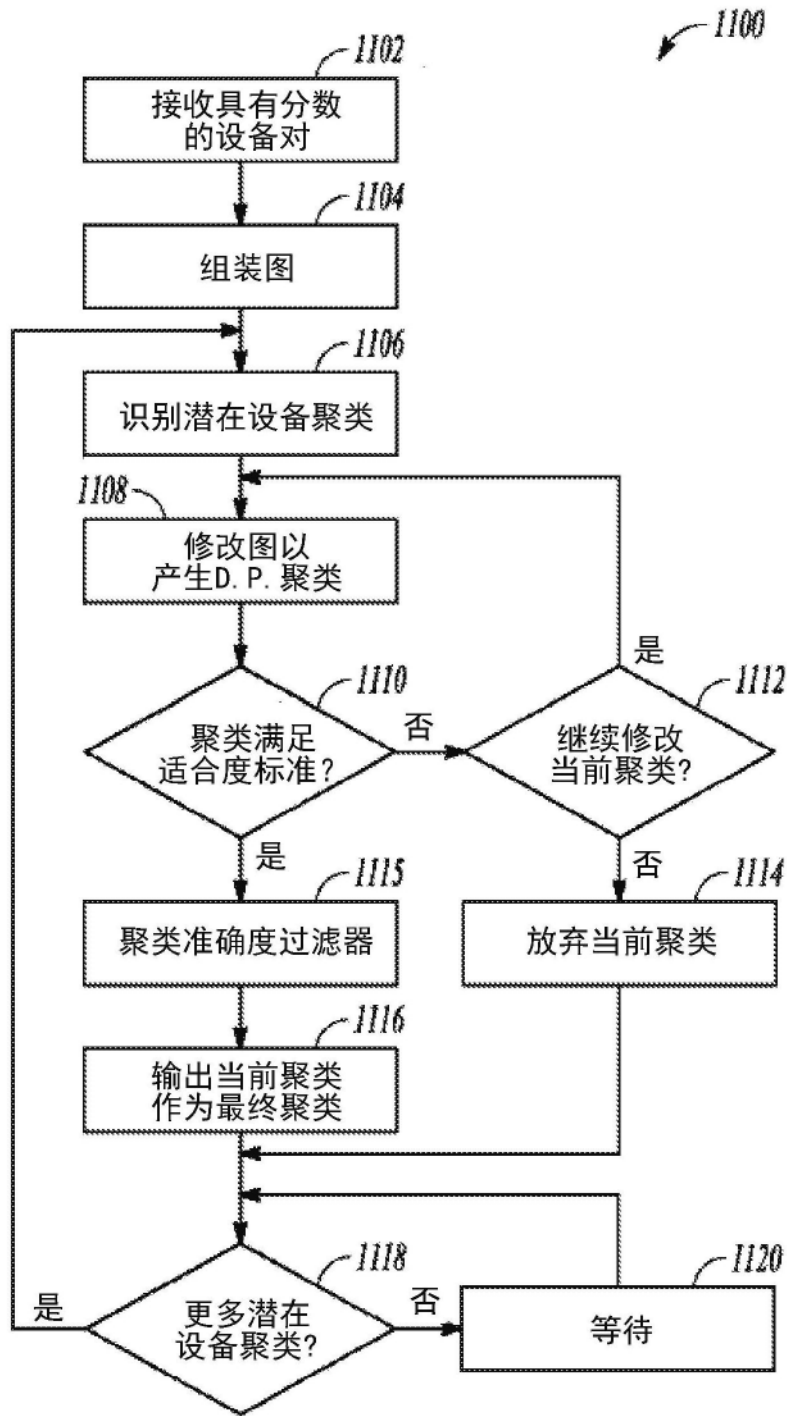 1100
1102
接收具有分数
的设备对
1104
组装图
1106
识别潜在设备聚类
1108
修改图以
产生D.P.聚类
1110
聚类满足
适合度标准?
否
是
1112
继续修改
当前聚类?
是
否
1115
聚类准确度过滤器
1114
放弃当前聚类
1116
输出当前聚类
作为最终聚类
1118
更多潜在
设备聚类?
是
否
1120
等待